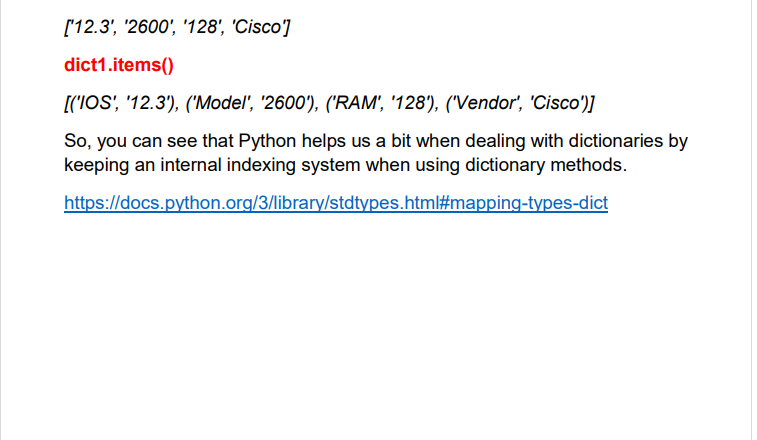 ['12.3', '2600', '128', 'Cisco']
dict1.items()
[('IOS', '12.3'), ('Model', '2600'), ('RAM', '128'), ('Vendor', 'Cisco')]
So, you can see that Python helps us a bit when dealing with dictionaries by
keeping an internal indexing system when using dictionary methods.
https://docs.python.org/3/library/stdtypes.html#mapping-types-dict